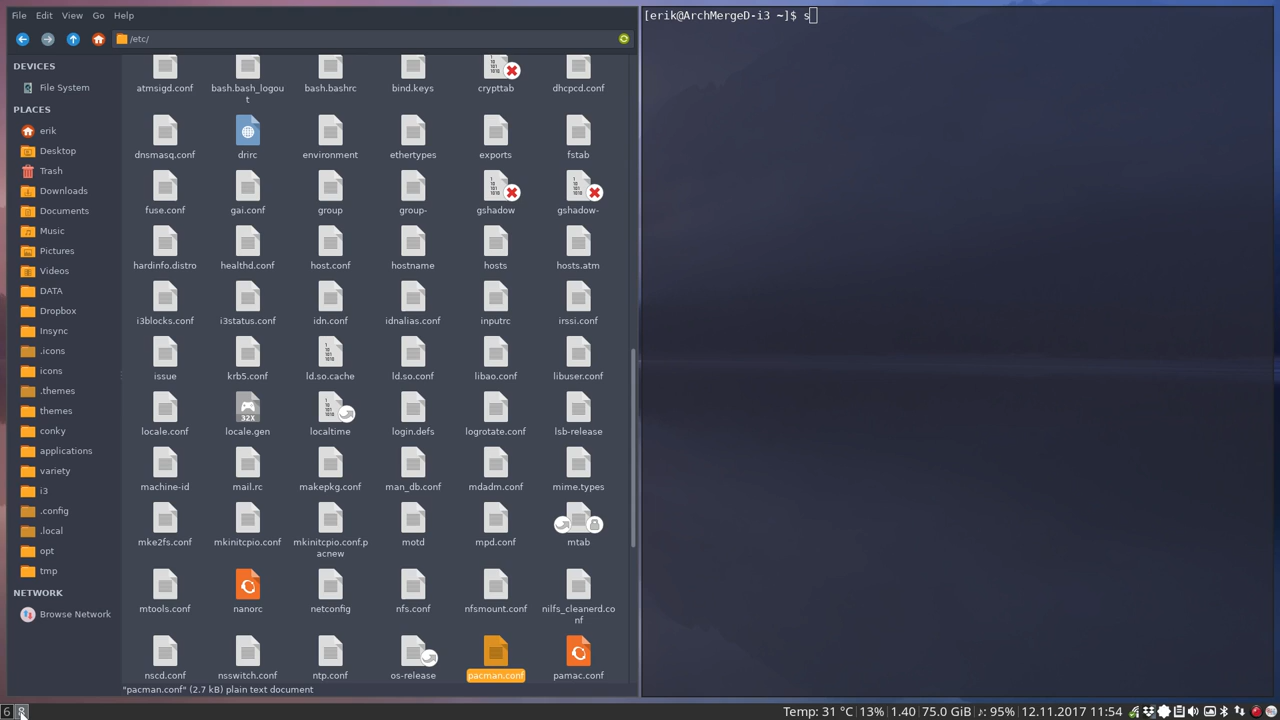 File Edit View Go Help
/etc/
DEVICES
File System
PLACES
erik
Desktop
Trash
Downloads
Documents
Music
Pictures
Videos
DATA
Dropbox
Insync
.icons
icons
.themes
themes
conky
applications
variety
i3
.config
.local
opt
tmp
NETWORK
Browse Network
atmsigd.conf bash.bash_logou bash.bashrc bind.keys crypttab dhcpcd.conf
t
dnsmasq.conf drirc environment ethertypes exports fstab
fuse.conf gai.conf group group- gshadow gshadow-
hardinfo.distro healthd.conf host.conf hostname hosts hosts.atm
i3blocks.conf i3status.conf idn.conf idnalias.conf inputrc irssi.conf
issue krb5.conf ld.so.cache ld.so.conf libao.conf libuser.conf
32X
locale.conf locale.gen localtime login.defs logrotate.conf lsb-release
machine-id mail.rc makepkg.conf man_db.conf mdadm.conf mime.types
mke2fs.conf mkinitcpio.conf mkinitcpio.conf.p motd mpd.conf mtab
acnew
mtools.conf nanorc netconfig nfs.conf nfsmount.conf nilfs_cleanerd.co
nf
nscd.conf nsswitch.conf ntp.conf os-release pacman.conf pamac.conf
"pacman.conf" (2.7 kB) plain text document
[erik@ArchMergeD-i3 ~]$ s
6 8
Temp: 31 °C 13% 1.40 75.0 GiB ♪: 95% 12.11.2017 11:54